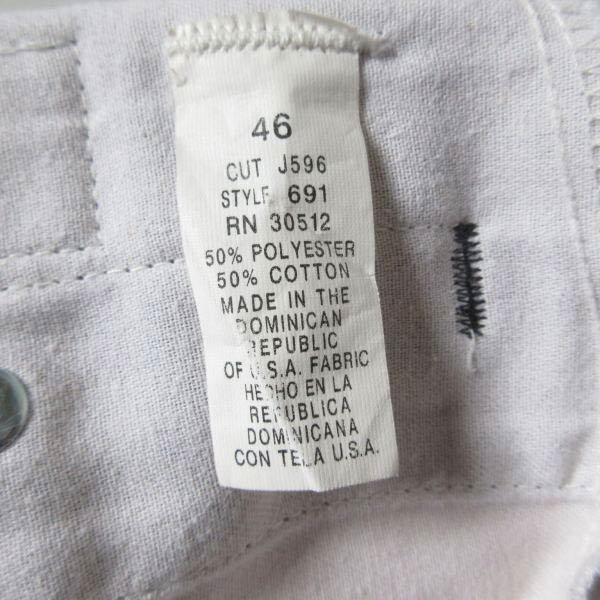 46
CUT J596
STYLE 691
RN 30512
50% POLYESTER
50% COTTON
MADE IN THE
DOMINICAN
REPUBLIC
OF U.S.A. FABRIC
HECHO EN LA
REPUBLICA
DOMINICANA
CON TELA U.S.A.